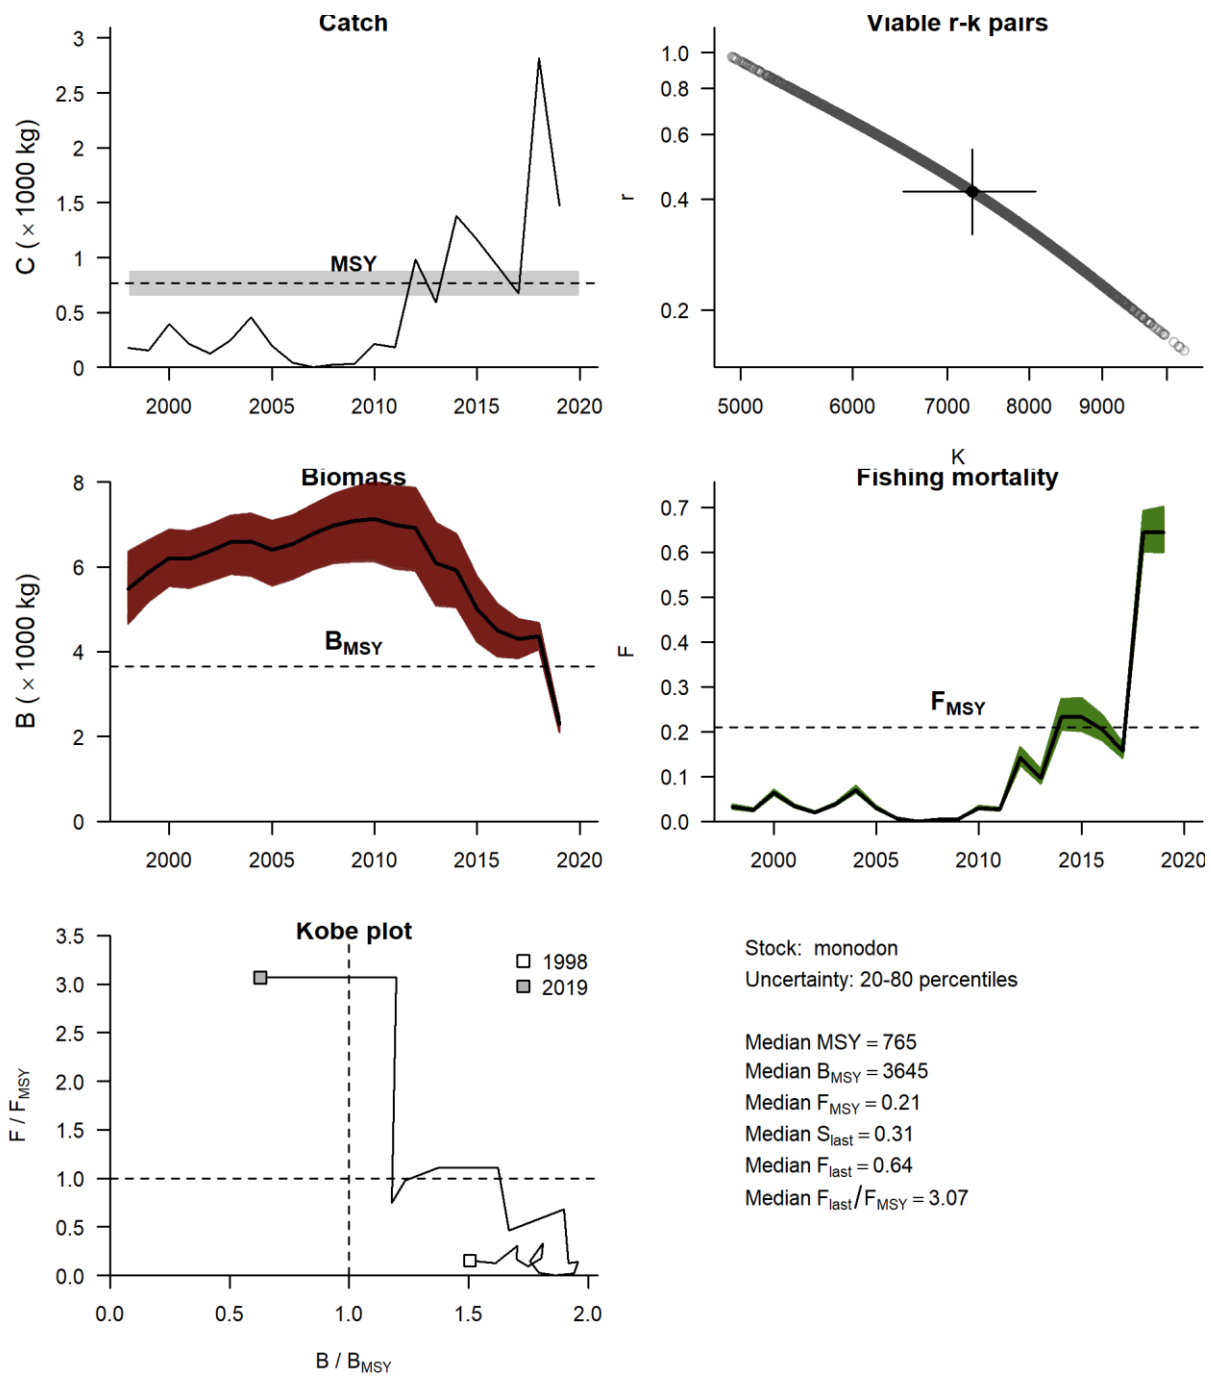 Catch
3
2.5
2
1.5
1
0.5
0
C ( × 1000 kg)
MSY
2000 2005 2010 2015 2020
Viable r-k pairs
1.0
0.8
0.6
0.4
0.2
r
5000 6000 7000 8000 9000
K
Biomass
8
6
4
2
0
B ( × 1000 kg)
BMSY
2000 2005 2010 2015 2020
Fishing mortality
0.7
0.6
0.5
0.4
0.3
0.2
0.1
0.0
F
FMSY
2000 2005 2010 2015 2020
Kobe plot
3.5
3.0
2.5
2.0
1.5
1.0
0.5
0.0
F / FMSY
1998
2019
0.0 0.5 1.0 1.5 2.0
B / BMSY
Stock: monodon
Uncertainty: 20-80 percentiles
Median MSY = 765
Median BMSY = 3645
Median FMSY = 0.21
Median Slast = 0.31
Median Flast = 0.64
Median Flast/FMSY = 3.07